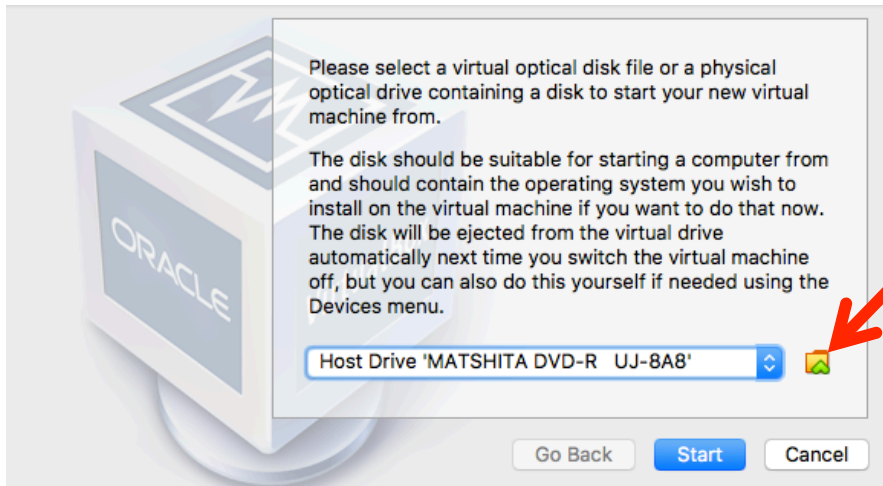 Please select a virtual optical disk file or a physical
optical drive containing a disk to start your new virtual
machine from.
The disk should be suitable for starting a computer from
and should contain the operating system you wish to
install on the virtual machine if you want to do that now.
The disk will be ejected from the virtual drive
automatically next time you switch the virtual machine
off, but you can also do this yourself if needed using the
Devices menu.
ORACLE
VirtualBox
Host Drive 'MATSHITA DVD-R   UJ-8A8'
Go Back
Start
Cancel